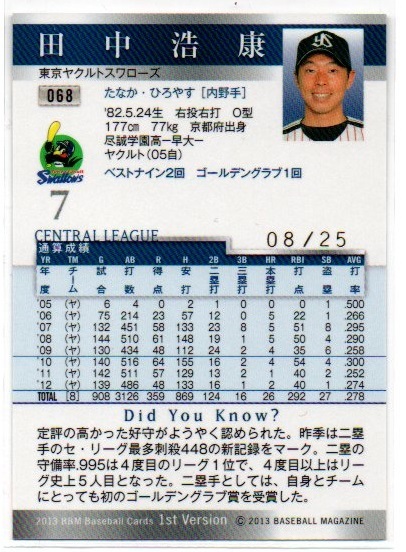 田中浩康
東京ヤクルトスワローズ
068
たなか・ひろやす［内野手］
'82.5.24生 右投右打 O型
177㎝ 77㎏ 京都府出身
尽誠学園高ー早大ー
ヤクルト（05自）
ベストナイン2回 ゴールデングラブ1回
Swallows
7
CENTRAL LEAGUE
08/25
通算成績
YR TM G AB R H 2B 3B HR RBI SB AVG
年度 チーム 試合 打数 得点 安打 二塁打 三塁打 本塁打 打点 盗塁 打率
'05 (ヤ) 6 4 0 2 1 0 0 0 0 .500
'06 (ヤ) 75 214 23 57 12 0 5 22 1 .266
'07 (ヤ) 132 451 58 133 23 8 5 51 8 .295
'08 (ヤ) 144 510 61 148 19 1 5 50 4 .290
'09 (ヤ) 130 434 48 112 24 2 4 35 6 .258
'10 (ヤ) 140 516 64 155 16 2 4 54 4 .300
'11 (ヤ) 142 511 57 129 13 2 1 40 2 .252
'12 (ヤ) 139 486 48 133 16 1 2 40 2 .274
TOTAL [8] 908 3126 359 869 124 16 26 292 27 .278
Did You Know?
定評の高かった好守がようやく認められた。昨季は二塁
手のセ・リーグ最多刺殺448の新記録をマーク。二塁の
守備率.995は4度目のリーグ1位で、4度目以上はリー
グ史上5人目となった。二塁手としては、自身とチーム
にとっても初のゴールデングラブ賞を受賞した。
2013 BBM Baseball Cards 1st Version © 2013 BASEBALL MAGAZINE